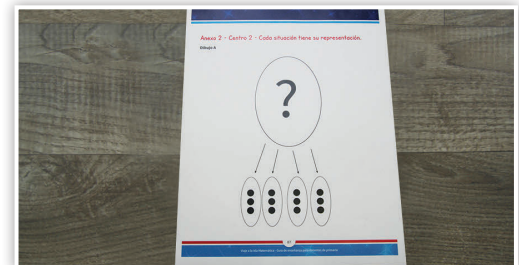 Anexo 2 - Centro 2 - Cada situación tiene su representación.
Dibujo A
?